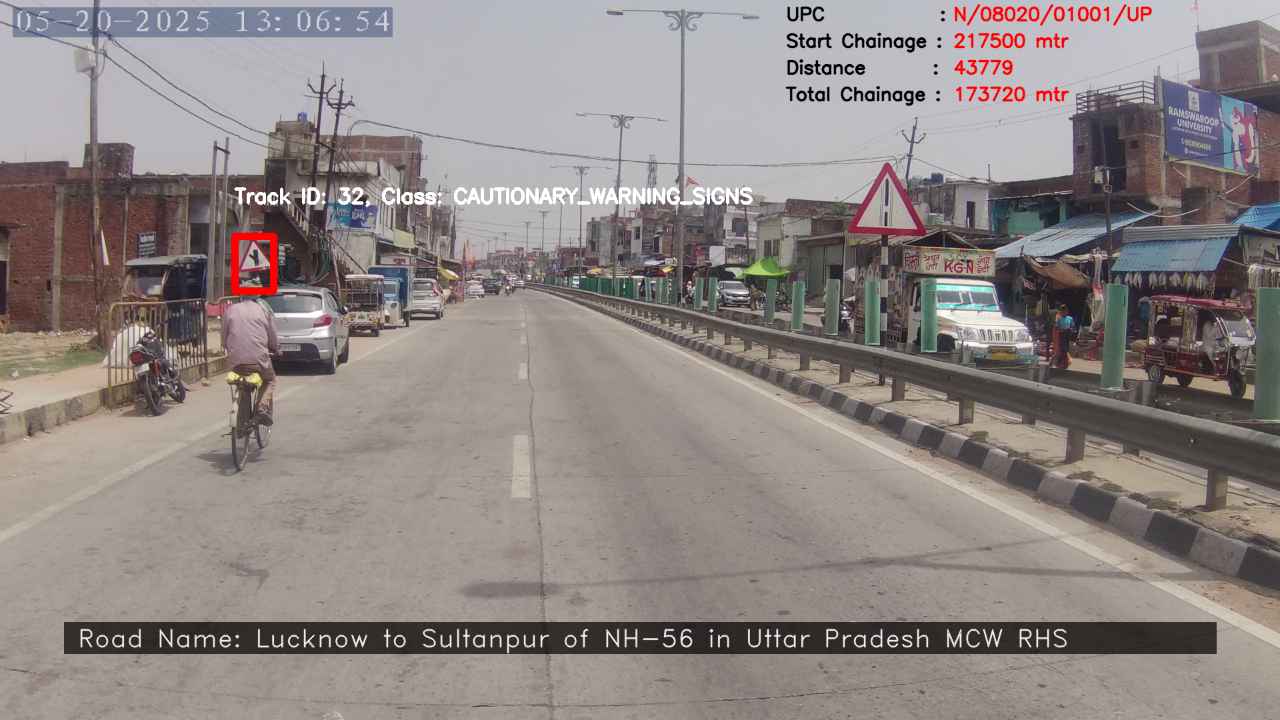 05-20-2025 13:06:54
UPC : N/08020/01001/UP
Start Chainage : 217500 mtr
Distance : 43779
Total Chainage : 173720 mtr
RAMSWAROOP
UNIVERSITY
Track ID: 32, Class: CAUTIONARY_WARNING_SIGNS
KGN
Road Name: Lucknow to Sultanpur of NH-56 in Uttar Pradesh MCW RHS